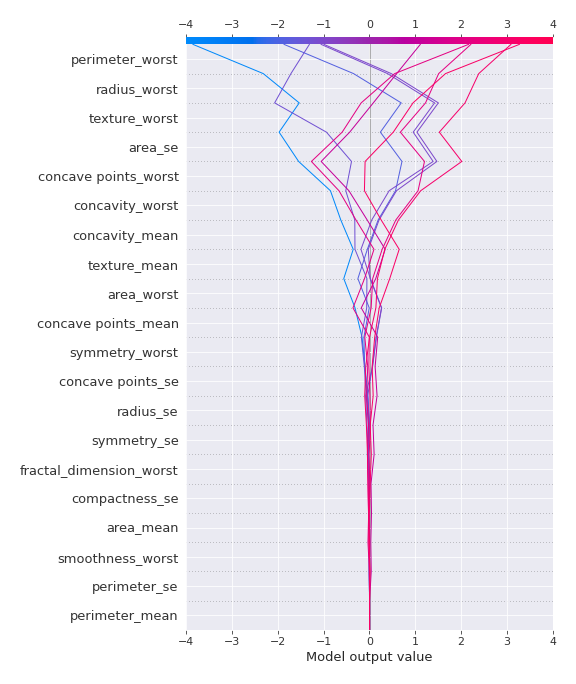 −4 −3 −2 −1 0 1 2 3 4
perimeter_worst
radius_worst
texture_worst
area_se
concave points_worst
concavity_worst
concavity_mean
texture_mean
area_worst
concave points_mean
symmetry_worst
concave points_se
radius_se
symmetry_se
fractal_dimension_worst
compactness_se
area_mean
smoothness_worst
perimeter_se
perimeter_mean
−4 −3 −2 −1 0 1 2 3 4
Model output value